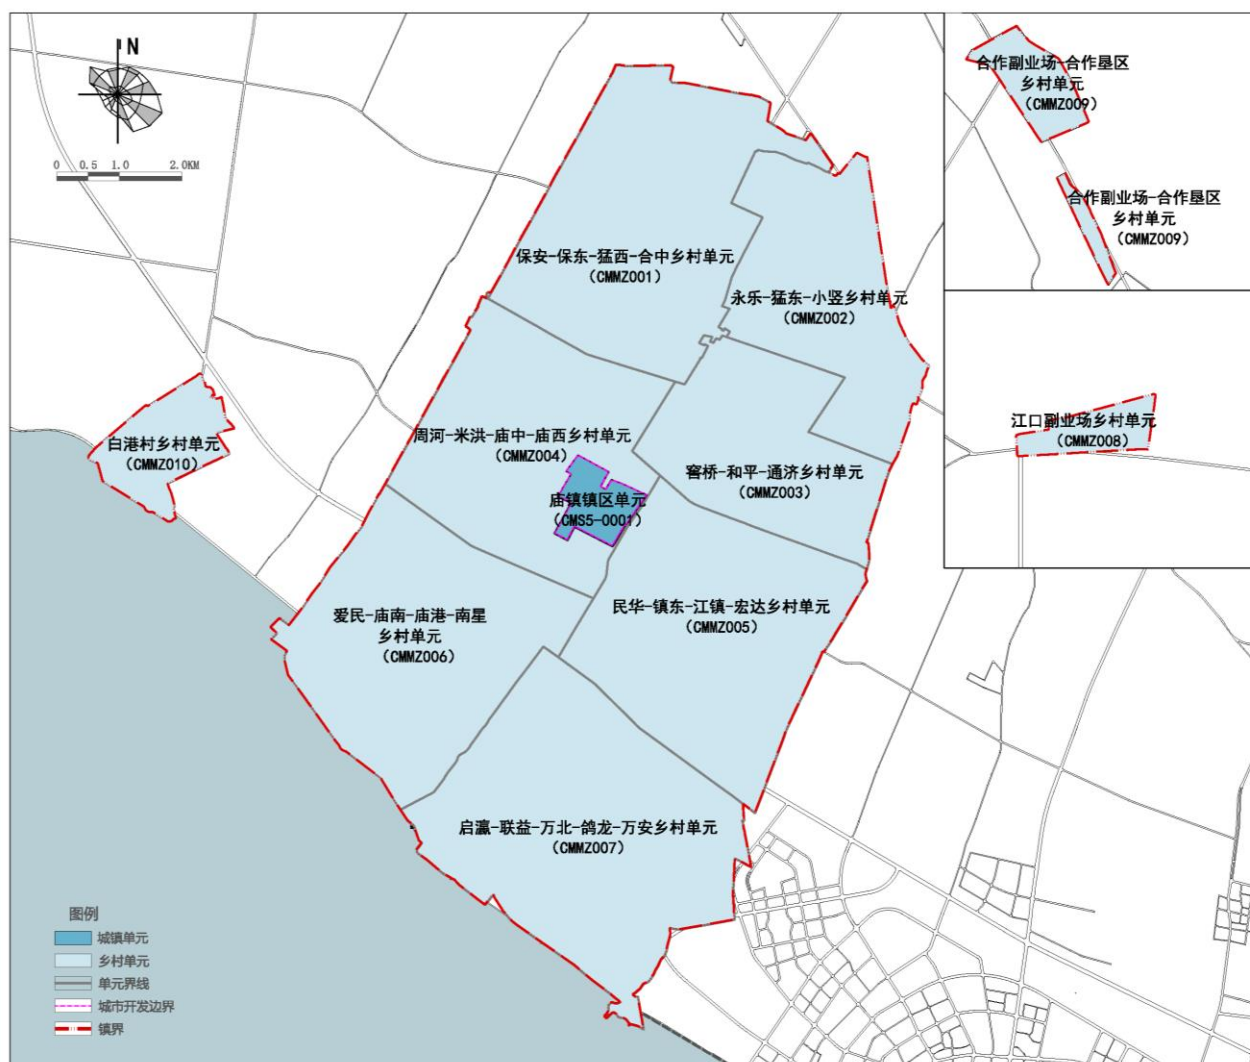 N
0 0.5 1.0 2.0KM
合作副业场-合作垦区
乡村单元
（CMMZ009）
合作副业场-合作垦区
乡村单元
（CMMZ009）
保安-保东-猛西-合中乡村单元
（CMMZ001）
永乐-猛东-小竖乡村单元
（CMMZ002）
江口副业场乡村单元
（CMMZ008）
白港村乡村单元
（CMMZ010）
周河-米洪-庙中-庙西乡村单元
（CMMZ004）
窖桥-和平-通济乡村单元
（CMMZ003）
庙镇镇区单元
（CMS5-0001）
爱民-庙南-庙港-南星
乡村单元
（CMMZ006）
民华-镇东-江镇-宏达乡村单元
（CMMZ005）
启瀛-联益-万北-鸽龙-万安乡村单元
（CMMZ007）
图例
城镇单元
乡村单元
单元界线
城市开发边界
镇界